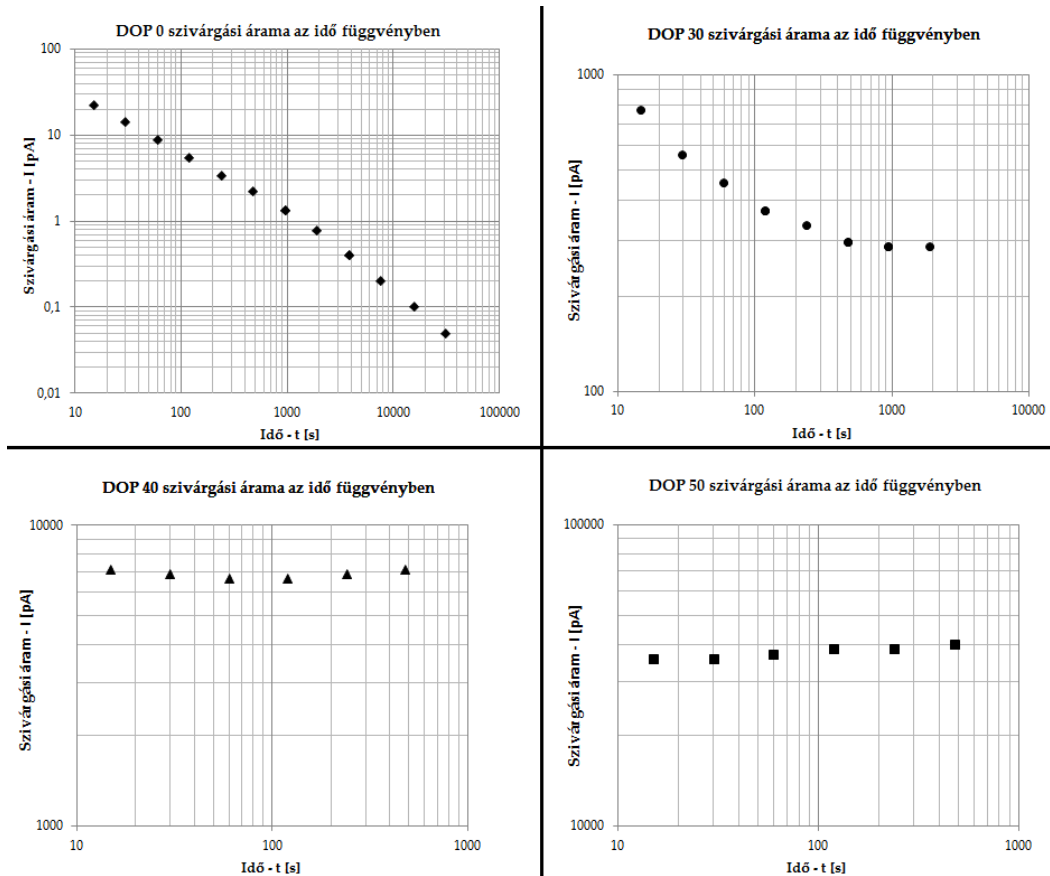 DOP 0 szivárgási árama az idő függvényben
100
10
1
0,1
0,01
Szivárgási áram - I [pA]
10 100 1000 10000 100000
Idő - t [s]
DOP 30 szivárgási árama az idő függvényben
1000
100
Szivárgási áram - I [pA]
10 100 1000 10000
Idő - t [s]
DOP 40 szivárgási árama az idő függvényben
10000
1000
Szivárgási áram - I [pA]
10 100 1000
Idő - t [s]
DOP 50 szivárgási árama az idő függvényben
100000
10000
Szivárgási áram - I [pA]
10 100 1000
Idő - t [s]